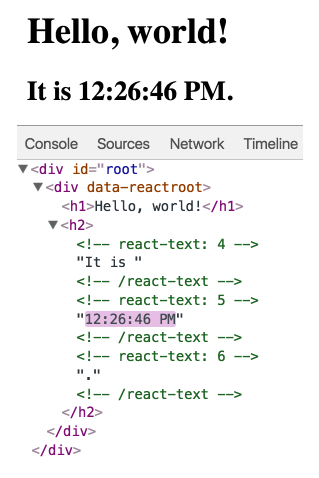 Hello, world!
It is 12:26:46 PM.
Console Sources Network Timeline
<div id="root">
<div data-reactroot>
<h1>Hello, world!</h1>
<h2>
<!-- react-text: 4 -->
"It is "
<!-- /react-text -->
<!-- react-text: 5 -->
"12:26:46 PM"
<!-- /react-text -->
<!-- react-text: 6 -->
"."
<!-- /react-text -->
</h2>
</div>
</div>